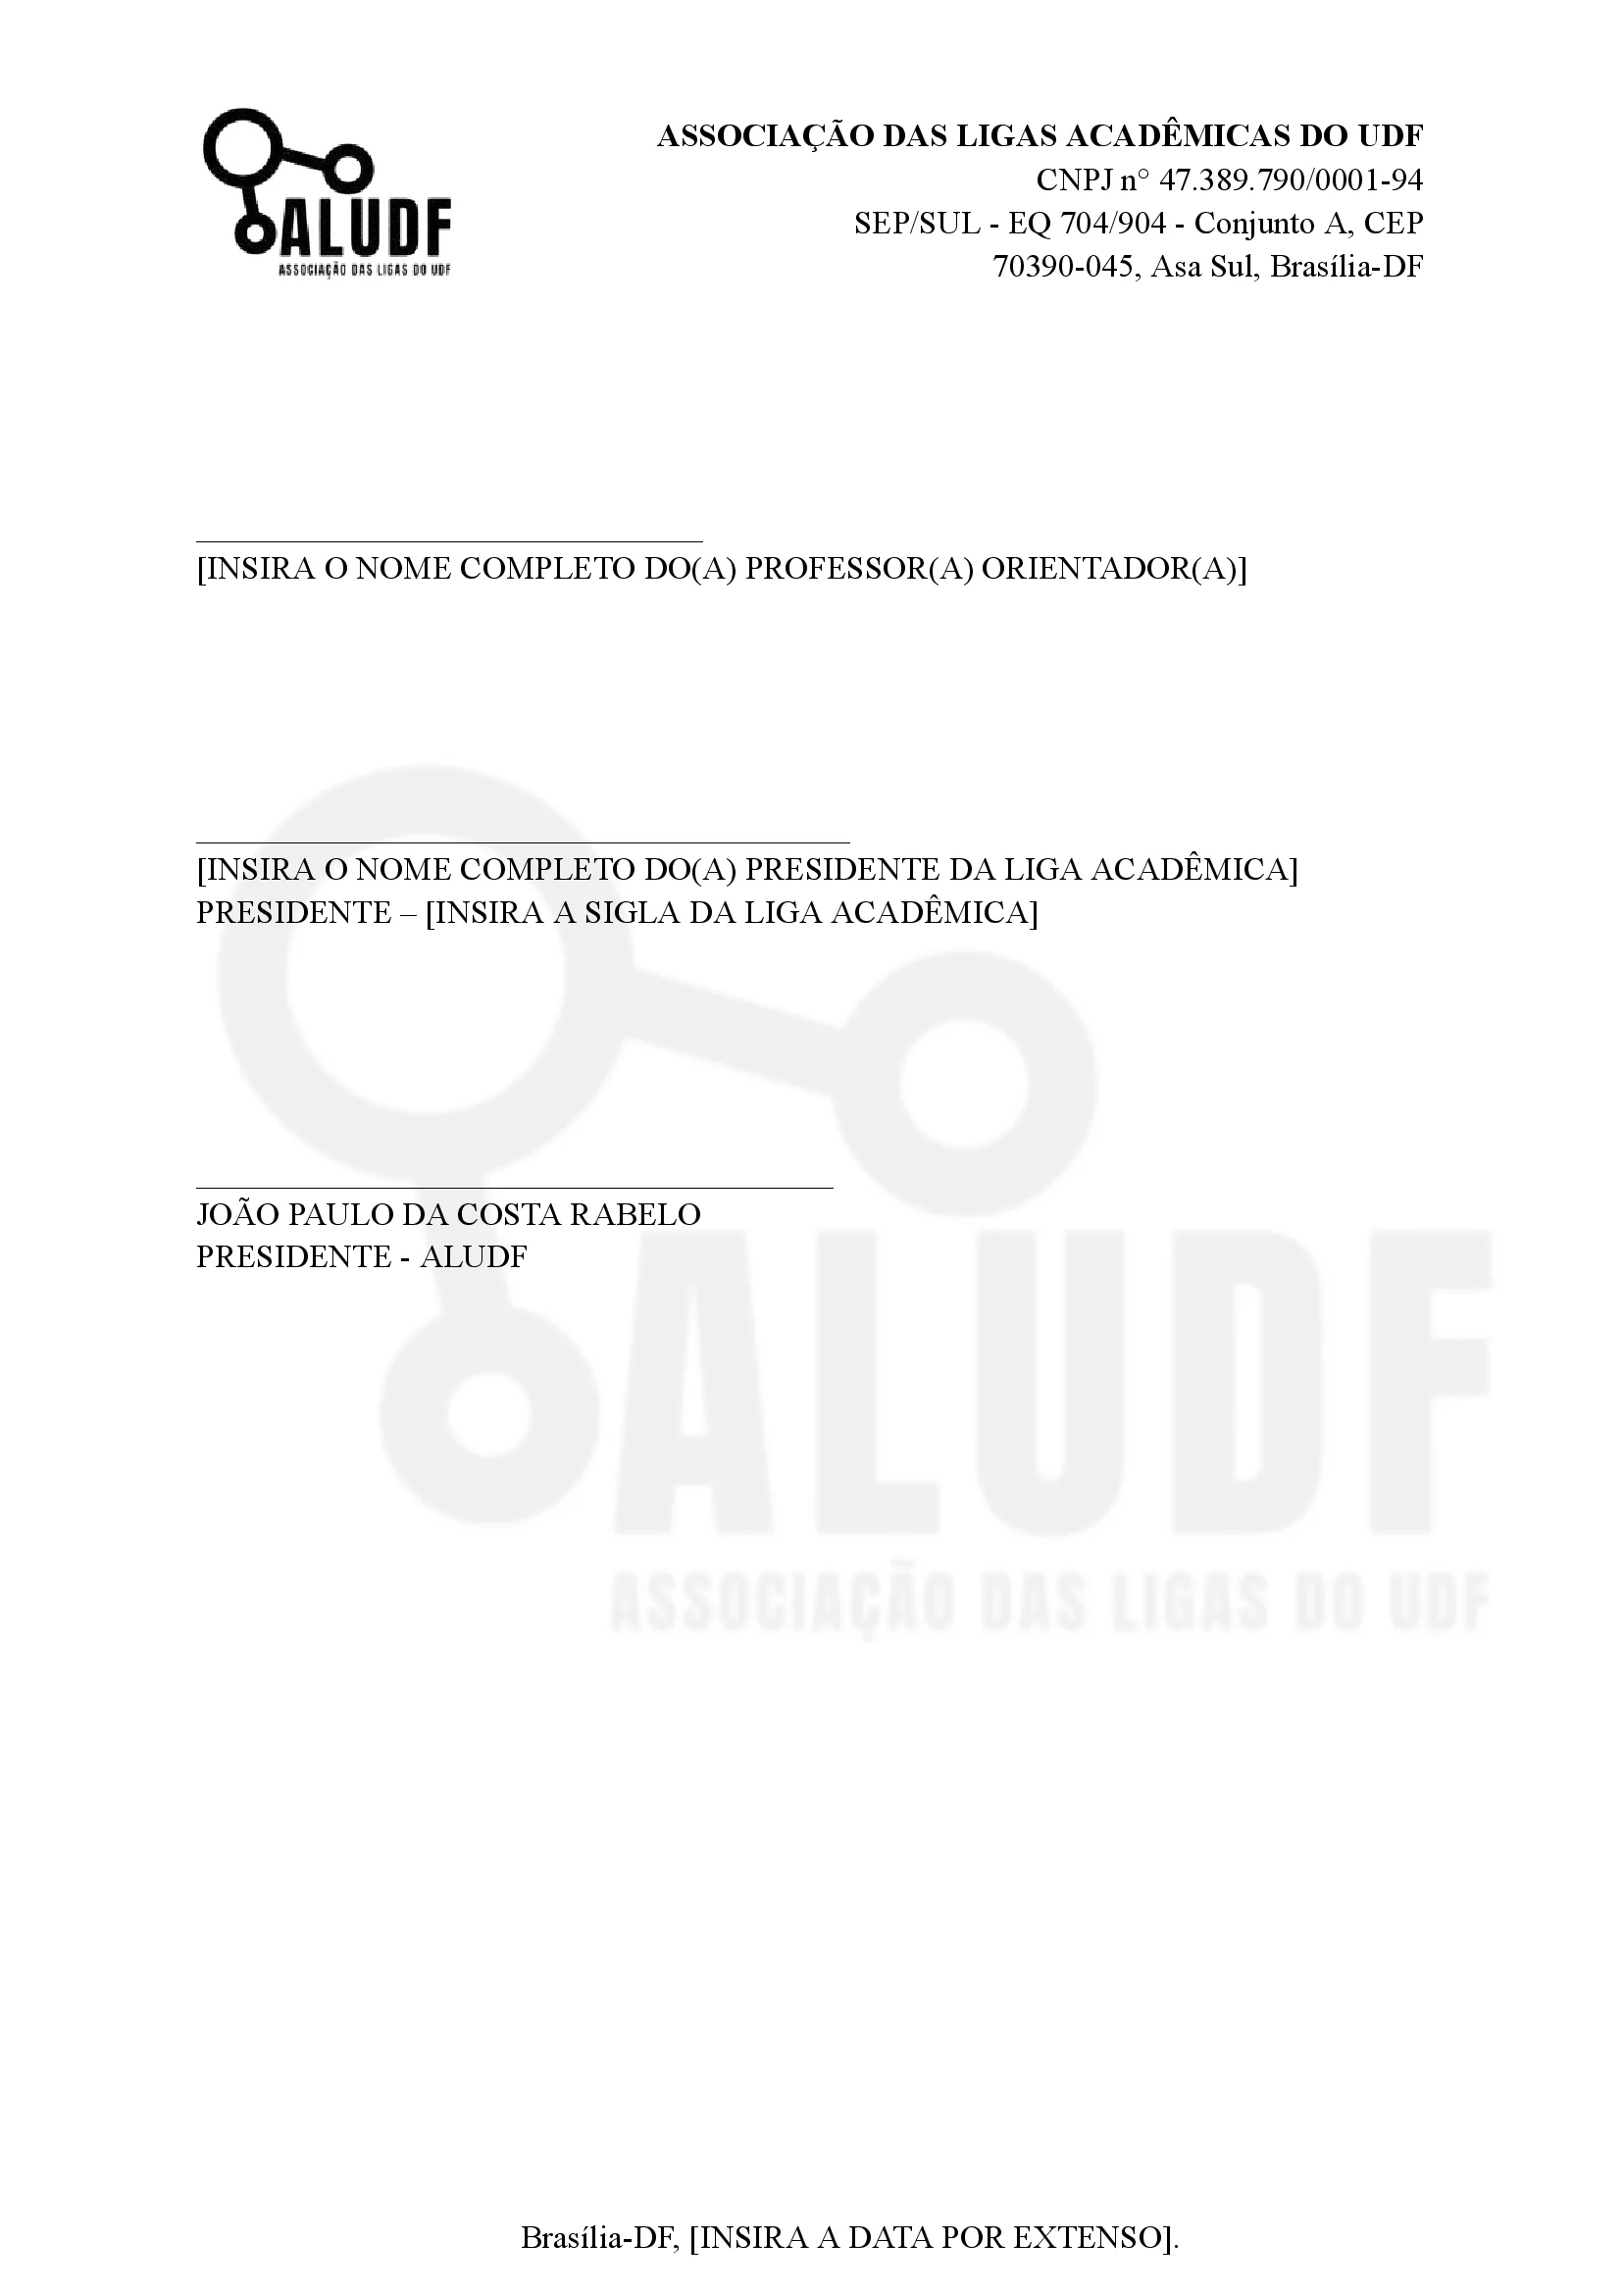 ALUDF
ASSOCIAÇÃO DAS LIGAS DO UDF
ASSOCIAÇÃO DAS LIGAS ACADÊMICAS DO UDF
CNPJ n° 47.389.790/0001-94
SEP/SUL - EQ 704/904 - Conjunto A, CEP
70390-045, Asa Sul, Brasília-DF
[INSIRA O NOME COMPLETO DO(A) PROFESSOR(A) ORIENTADOR(A)]
[INSIRA O NOME COMPLETO DO(A) PRESIDENTE DA LIGA ACADÊMICA]
PRESIDENTE – [INSIRA A SIGLA DA LIGA ACADÊMICA]
JOÃO PAULO DA COSTA RABELO
PRESIDENTE - ALUDF
ALUDF
ASSOCIAÇÃO DAS LIGAS DO UDF
Brasília-DF, [INSIRA A DATA POR EXTENSO].